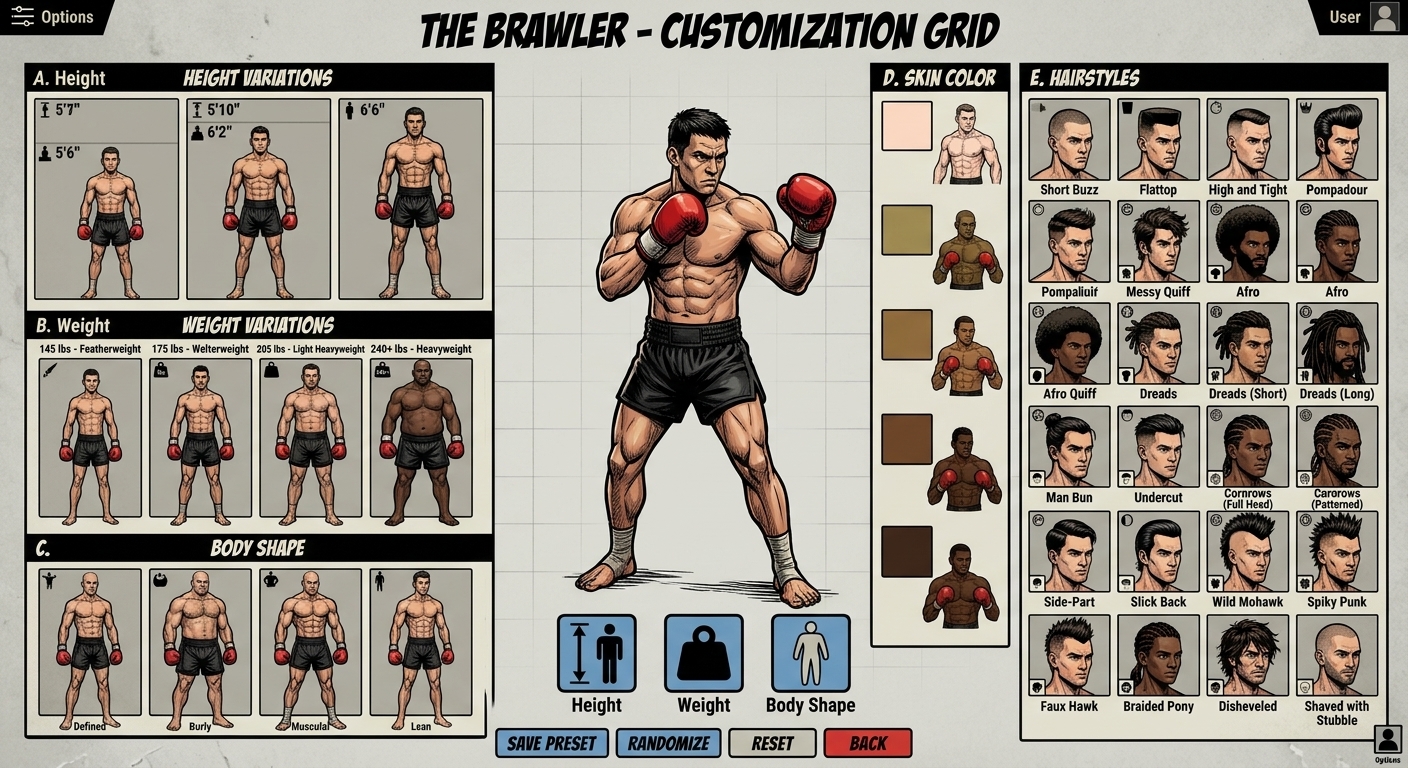 Options
THE BRAWLER - CUSTOMIZATION GRID
User
A. Height
HEIGHT VARIATIONS
5'7"
5'6"
5'10"
6'2"
6'6"
B. Weight
WEIGHT VARIATIONS
145 lbs - Featherweight
175 lbs - Welterweight
205 lbs - Light Heavyweight
240+ lbs - Heavyweight
C.
BODY SHAPE
Defined
Burly
Musculal
Lean
Height
Weight
Body Shape
SAVE PRESET
RANDOMIZE
RESET
BACK
D. SKIN COLOR
E. HAIRSTYLES
Short Buzz
Flattop
High and Tight
Pompadour
Pompaliuif
Messy Quiff
Afro
Afro
Afro Quiff
Dreads
Dreads (Short)
Dreads (Long)
Man Bun
Undercut
Cornrows
(Full Head)
Carorows
(Patterned)
Side-Part
Slick Back
Wild Mohawk
Spiky Punk
Faux Hawk
Braided Pony
Disheveled
Shaved with
Stubble
Options